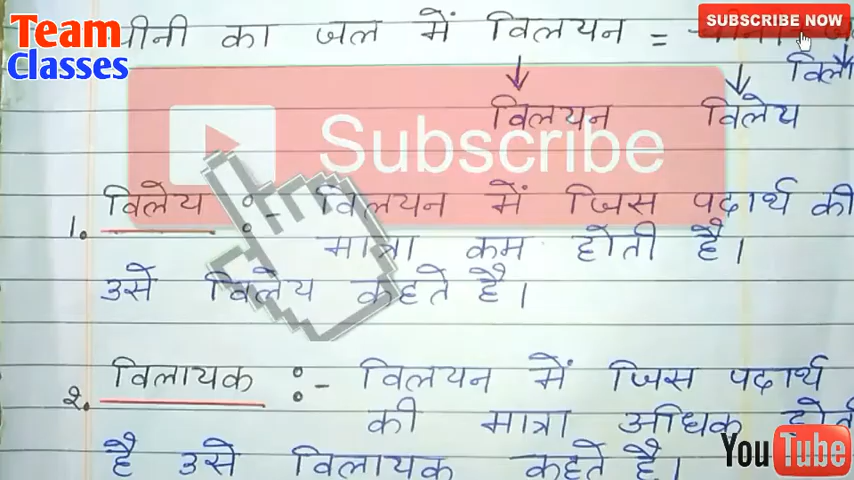 Team
Classes
SUBSCRIBE NOW
चीनी का जल में विलयन =
↓ ↓
विलयन विलेय
Subscribe
1. विलेय :- विलयन में जिस पदार्थ की
मात्रा कम होती है।
उसे विलेय कहते है।
२. विलायक :- विलयन में जिस पदार्थ
की मात्रा अधिक
है उसे विलायक कहते है।
YouTube